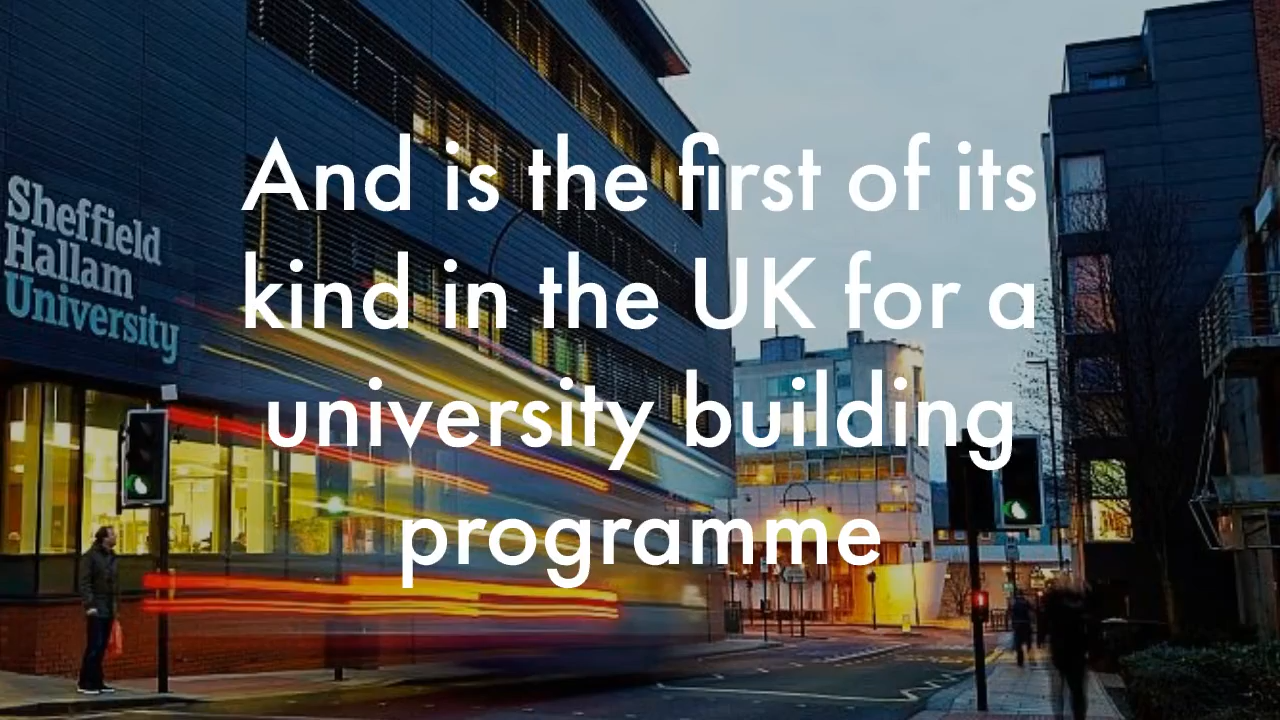 And is the first of its
kind in the UK for a
university building
programme
Sheffield
Hallam
University